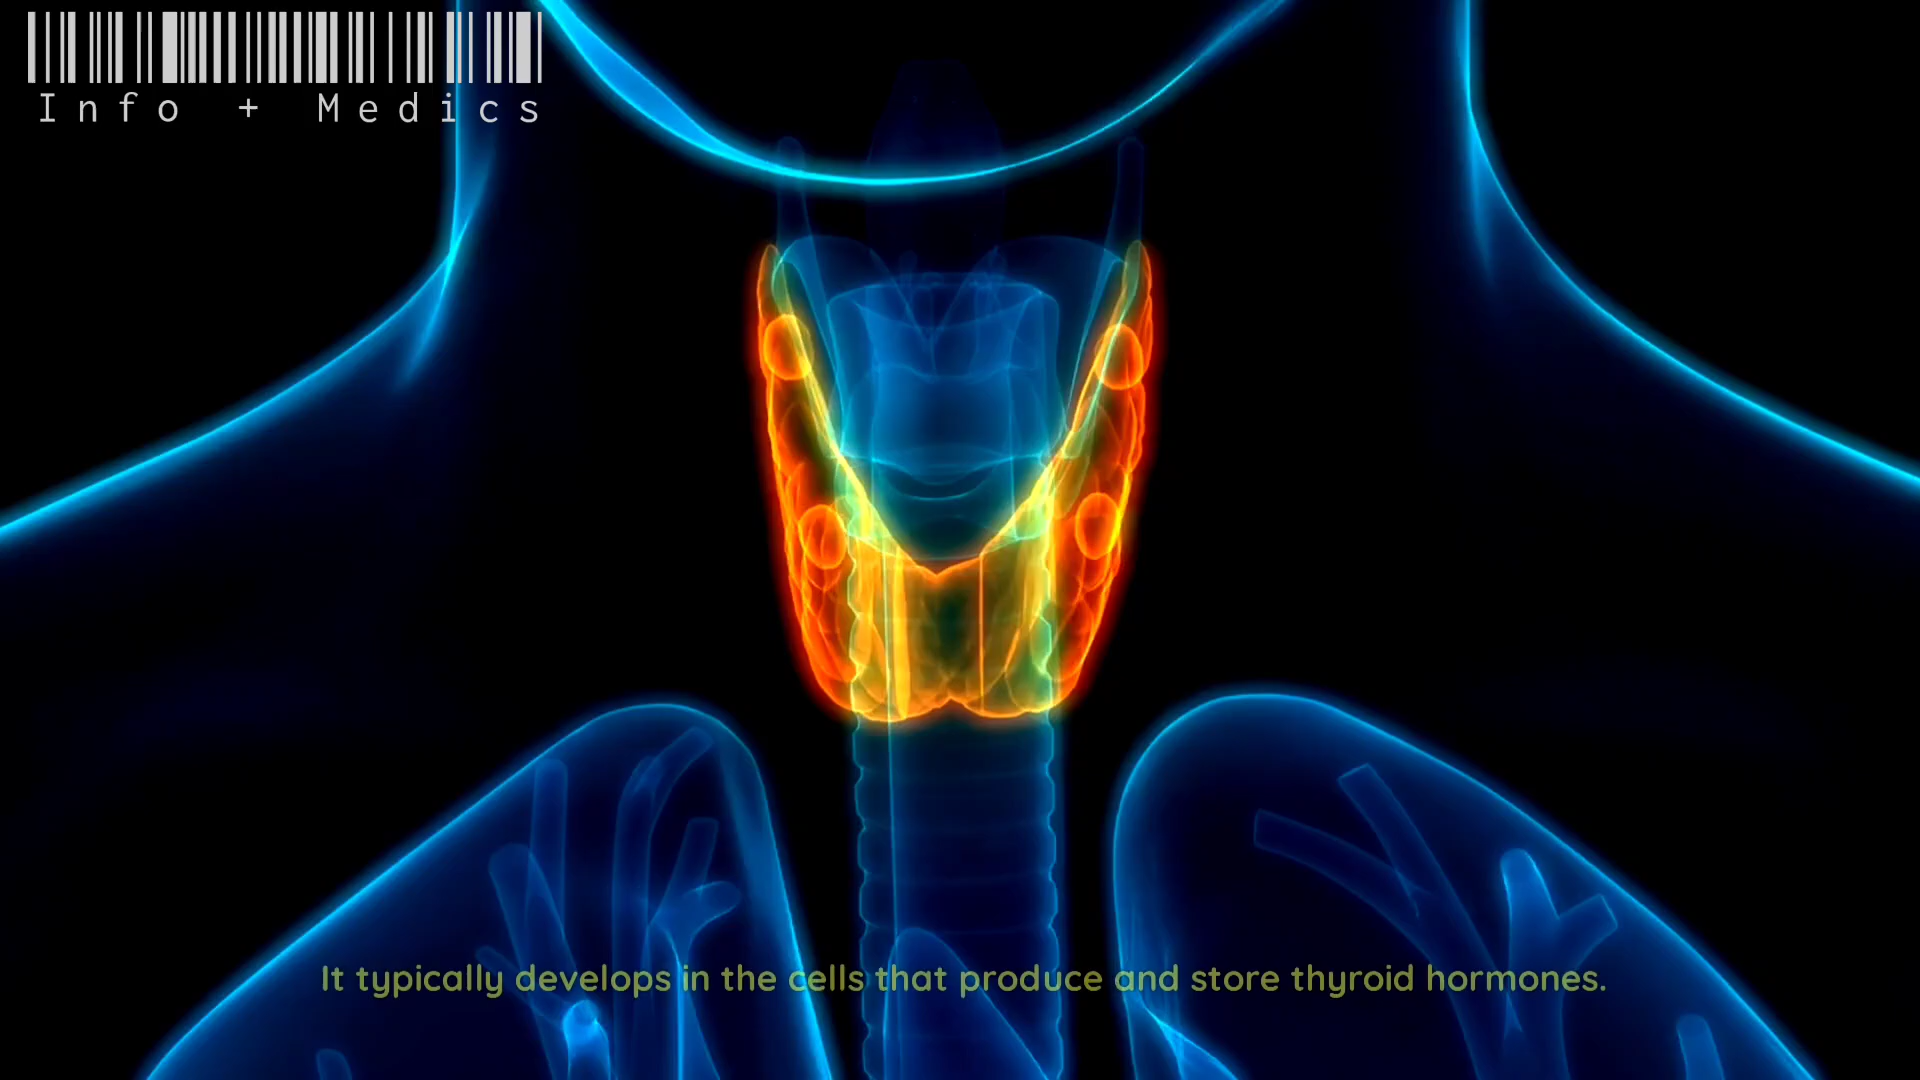 Info + Medics
It typically develops in the cells that produce and store thyroid hormones.